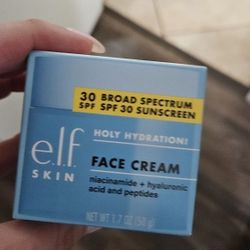 30 BROAD SPECTRUM
SPF SPF 30 SUNSCREEN
HOLY HYDRATION!
e.l.f.
SKIN
FACE CREAM
niacinamide + hyaluronic
acid and peptides
NET WT 1.7 OZ (50 g)